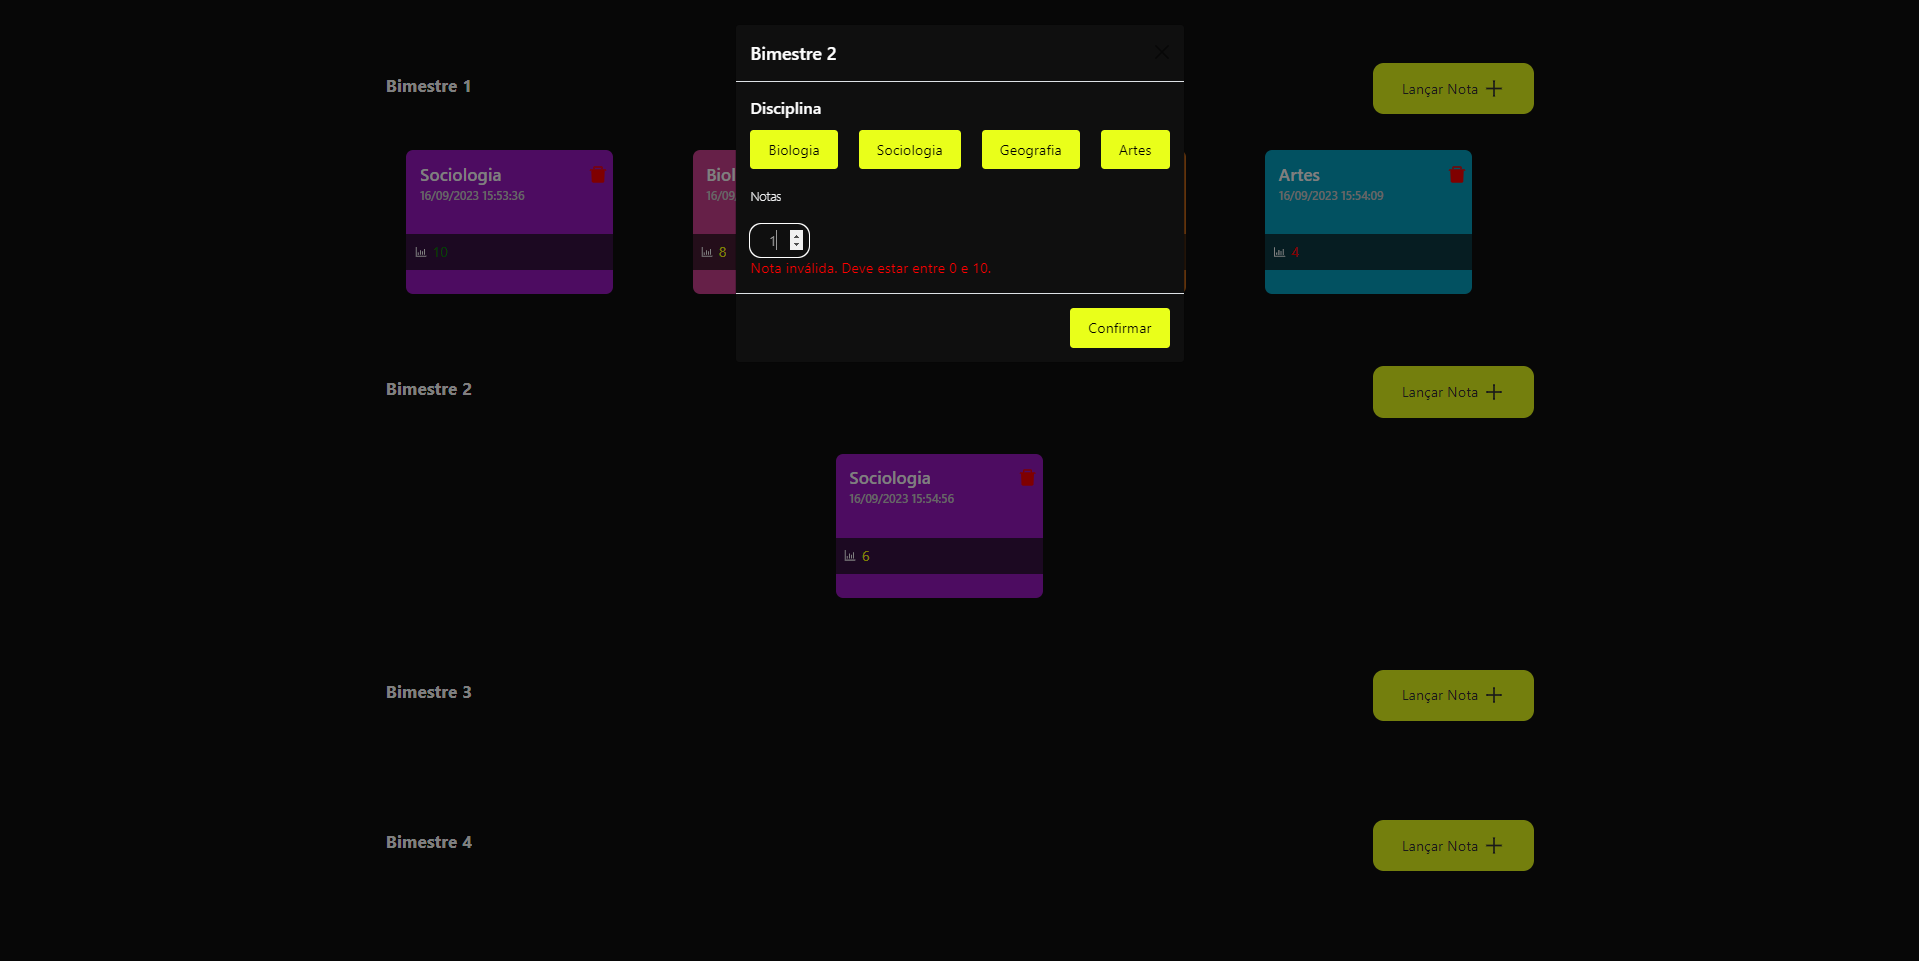 Bimestre 2
Disciplina
Biologia Sociologia Geografia Artes
Notas
1
Nota inválida. Deve estar entre 0 e 10.
Confirmar
Bimestre 1
Lançar Nota
Sociologia
16/09/2023 15:53:36
10
Biol
16/09
8
Artes
16/09/2023 15:54:09
4
Bimestre 2
Lançar Nota
Sociologia
16/09/2023 15:54:56
6
Bimestre 3
Lançar Nota
Bimestre 4
Lançar Nota